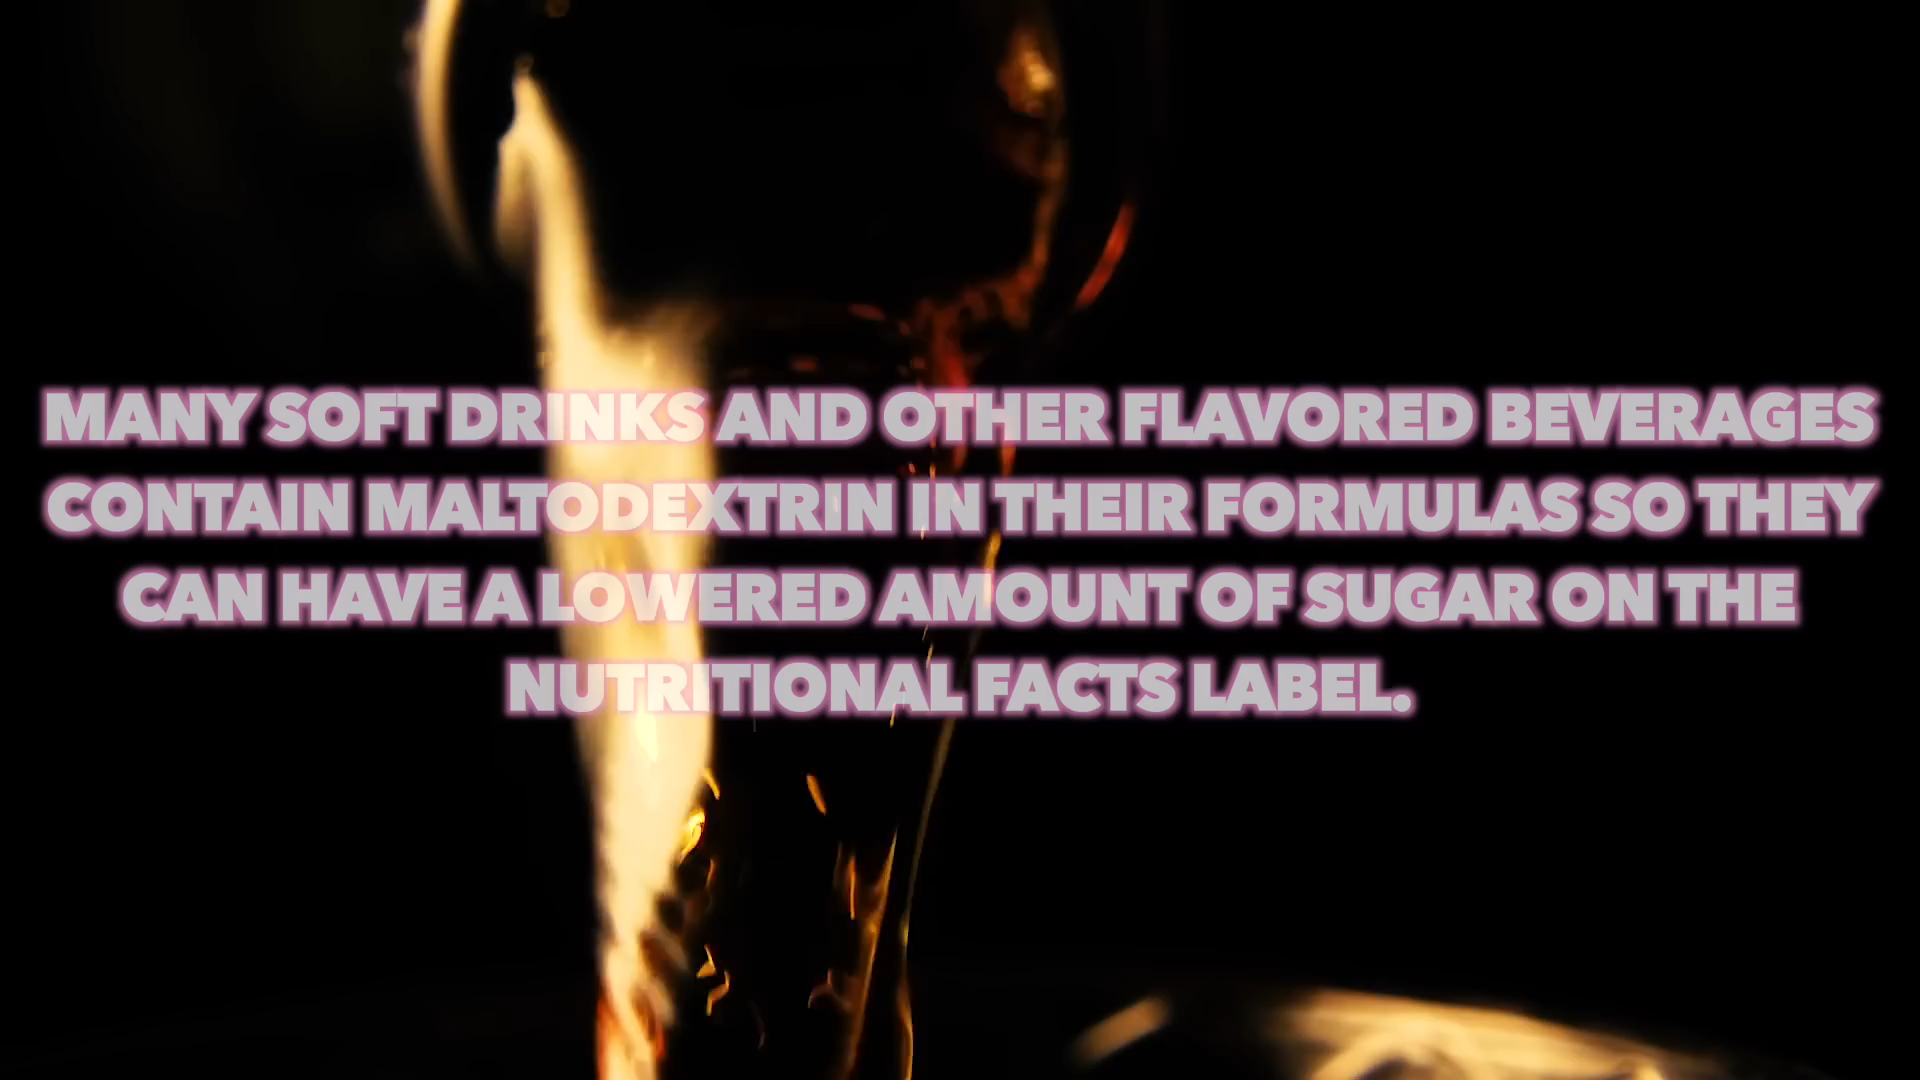 MANY SOFT DRINKS AND OTHER FLAVORED BEVERAGES
CONTAIN MALTODEXTRIN IN THEIR FORMULAS SO THEY
CAN HAVE A LOWERED AMOUNT OF SUGAR ON THE
NUTRITIONAL FACTS LABEL.